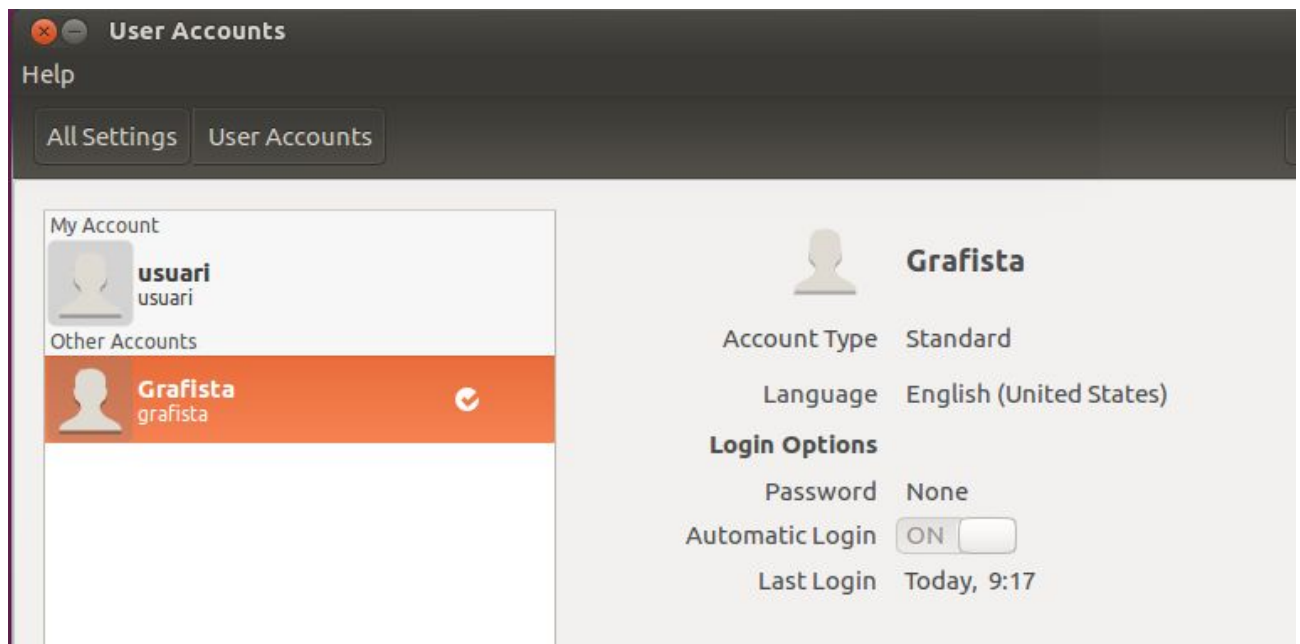 User Accounts
Help
All Settings User Accounts
My Account
usuari
usuari
Other Accounts
Grafista
grafista
Grafista
Account Type Standard
Language English (United States)
Login Options
Password None
Automatic Login ON
Last Login Today, 9:17